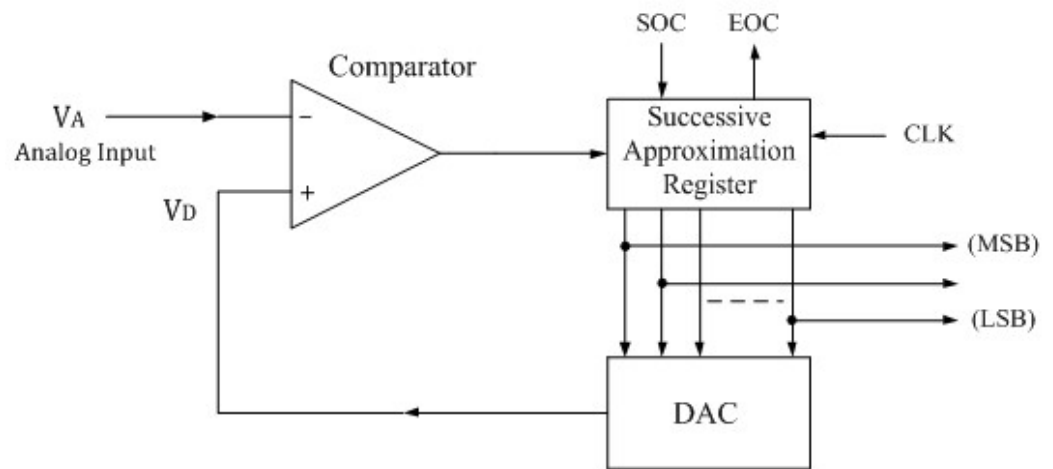 SOC
EOC
Comparator
VA
Analog Input
−
+
VD
Successive
Approximation
Register
CLK
(MSB)
(LSB)
DAC